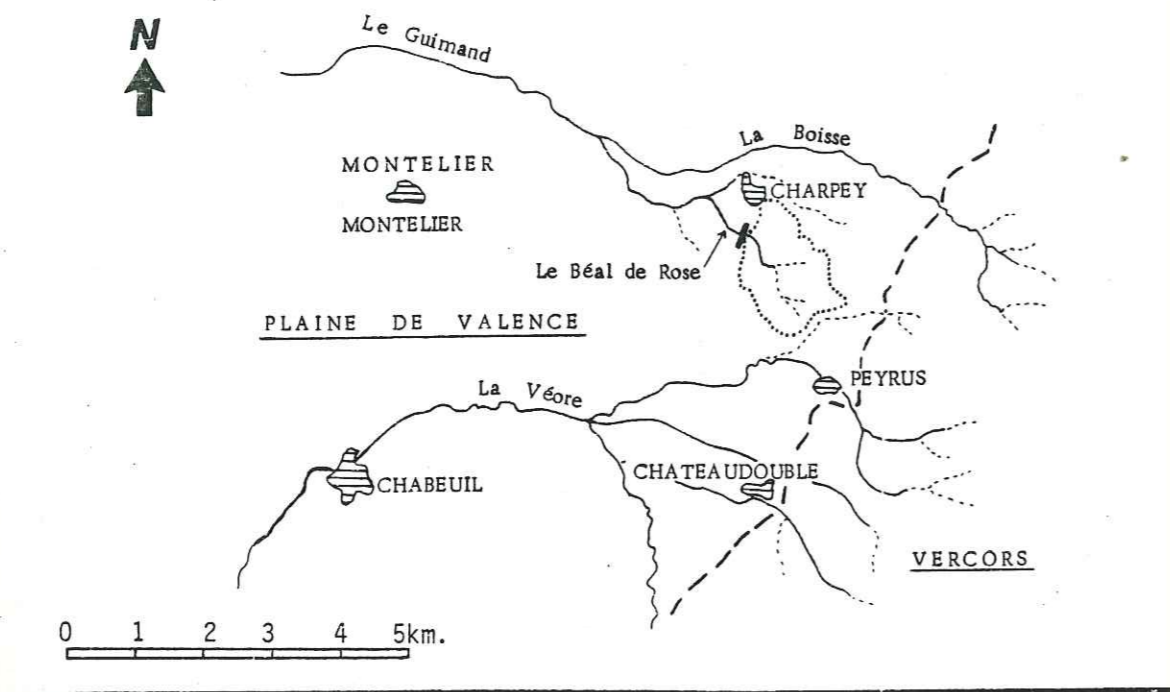 Le Guimand
N
La Boisse
MONTELIER
CHARPEY
MONTELIER
Le Béal de Rose
PLAINE DE VALENCE
PEYRUS
La Véore
CHATEAUDOUBLE
CHABEUIL
VERCORS
0 1 2 3 4 5km.